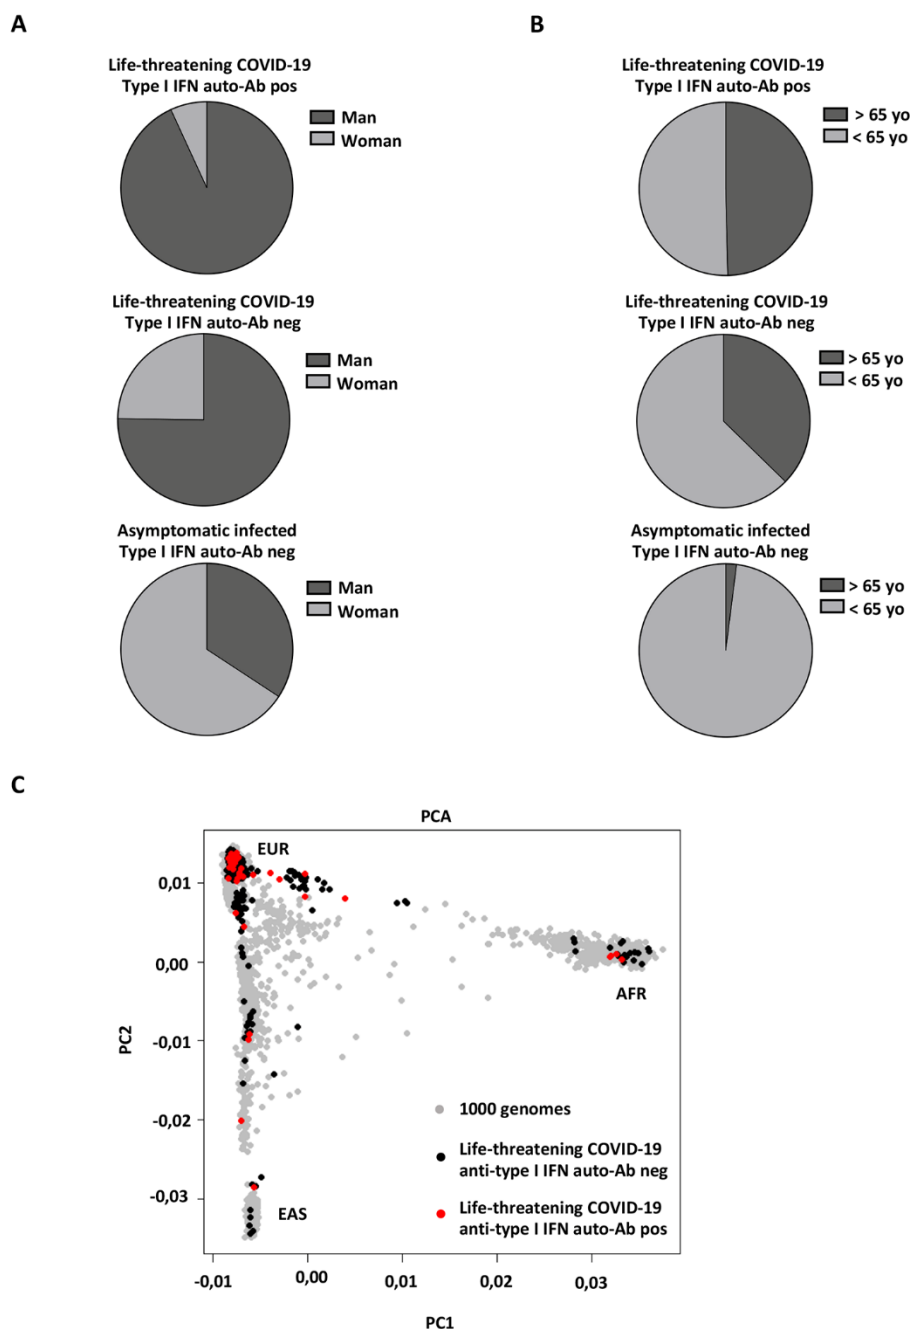 A
B
Life-threatening COVID-19
Type I IFN auto-Ab pos
Man
Woman
Life-threatening COVID-19
Type I IFN auto-Ab pos
> 65 yo
< 65 yo
Life-threatening COVID-19
Type I IFN auto-Ab neg
Man
Woman
Life-threatening COVID-19
Type I IFN auto-Ab neg
> 65 yo
< 65 yo
Asymptomatic infected
Type I IFN auto-Ab neg
Man
Woman
Asymptomatic infected
Type I IFN auto-Ab neg
> 65 yo
< 65 yo
C
PCA
EUR
AFR
EAS
PC2
0,01
0,00
-0,01
-0,02
-0,03
1000 genomes
Life-threatening COVID-19
anti-type I IFN auto-Ab neg
Life-threatening COVID-19
anti-type I IFN auto-Ab pos
-0,01
0,00
0,01
0,02
0,03
PC1